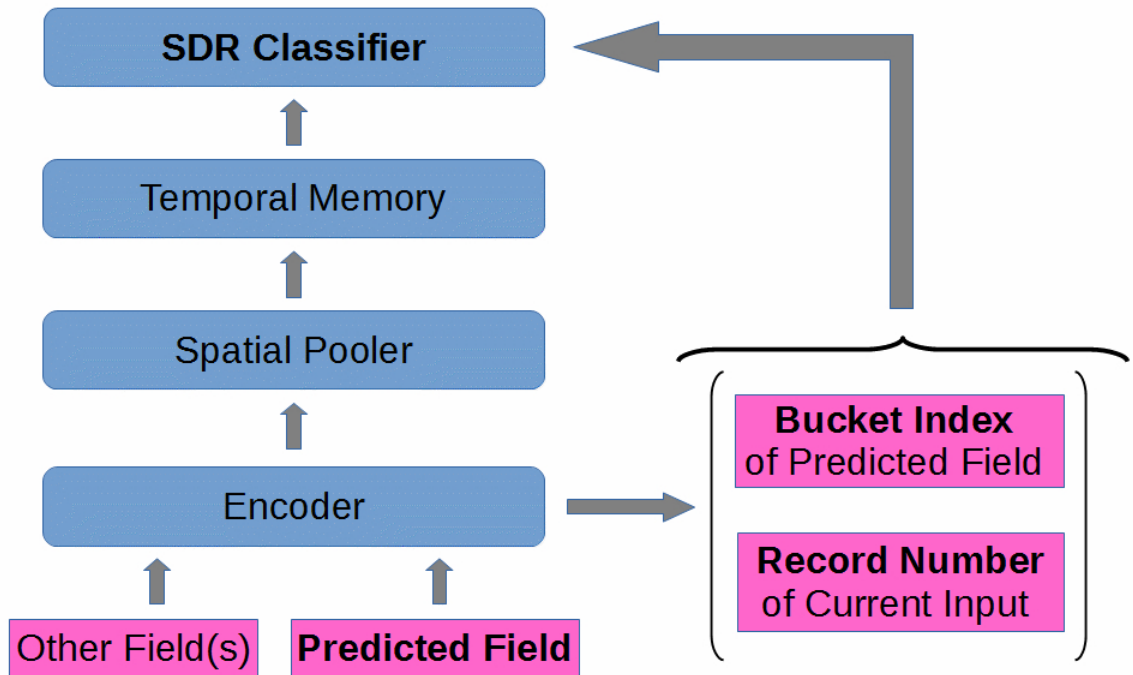 SDR Classifier
Temporal Memory
Spatial Pooler
Bucket Index
of Predicted Field
Encoder
Record Number
of Current Input
Other Field(s)
Predicted Field